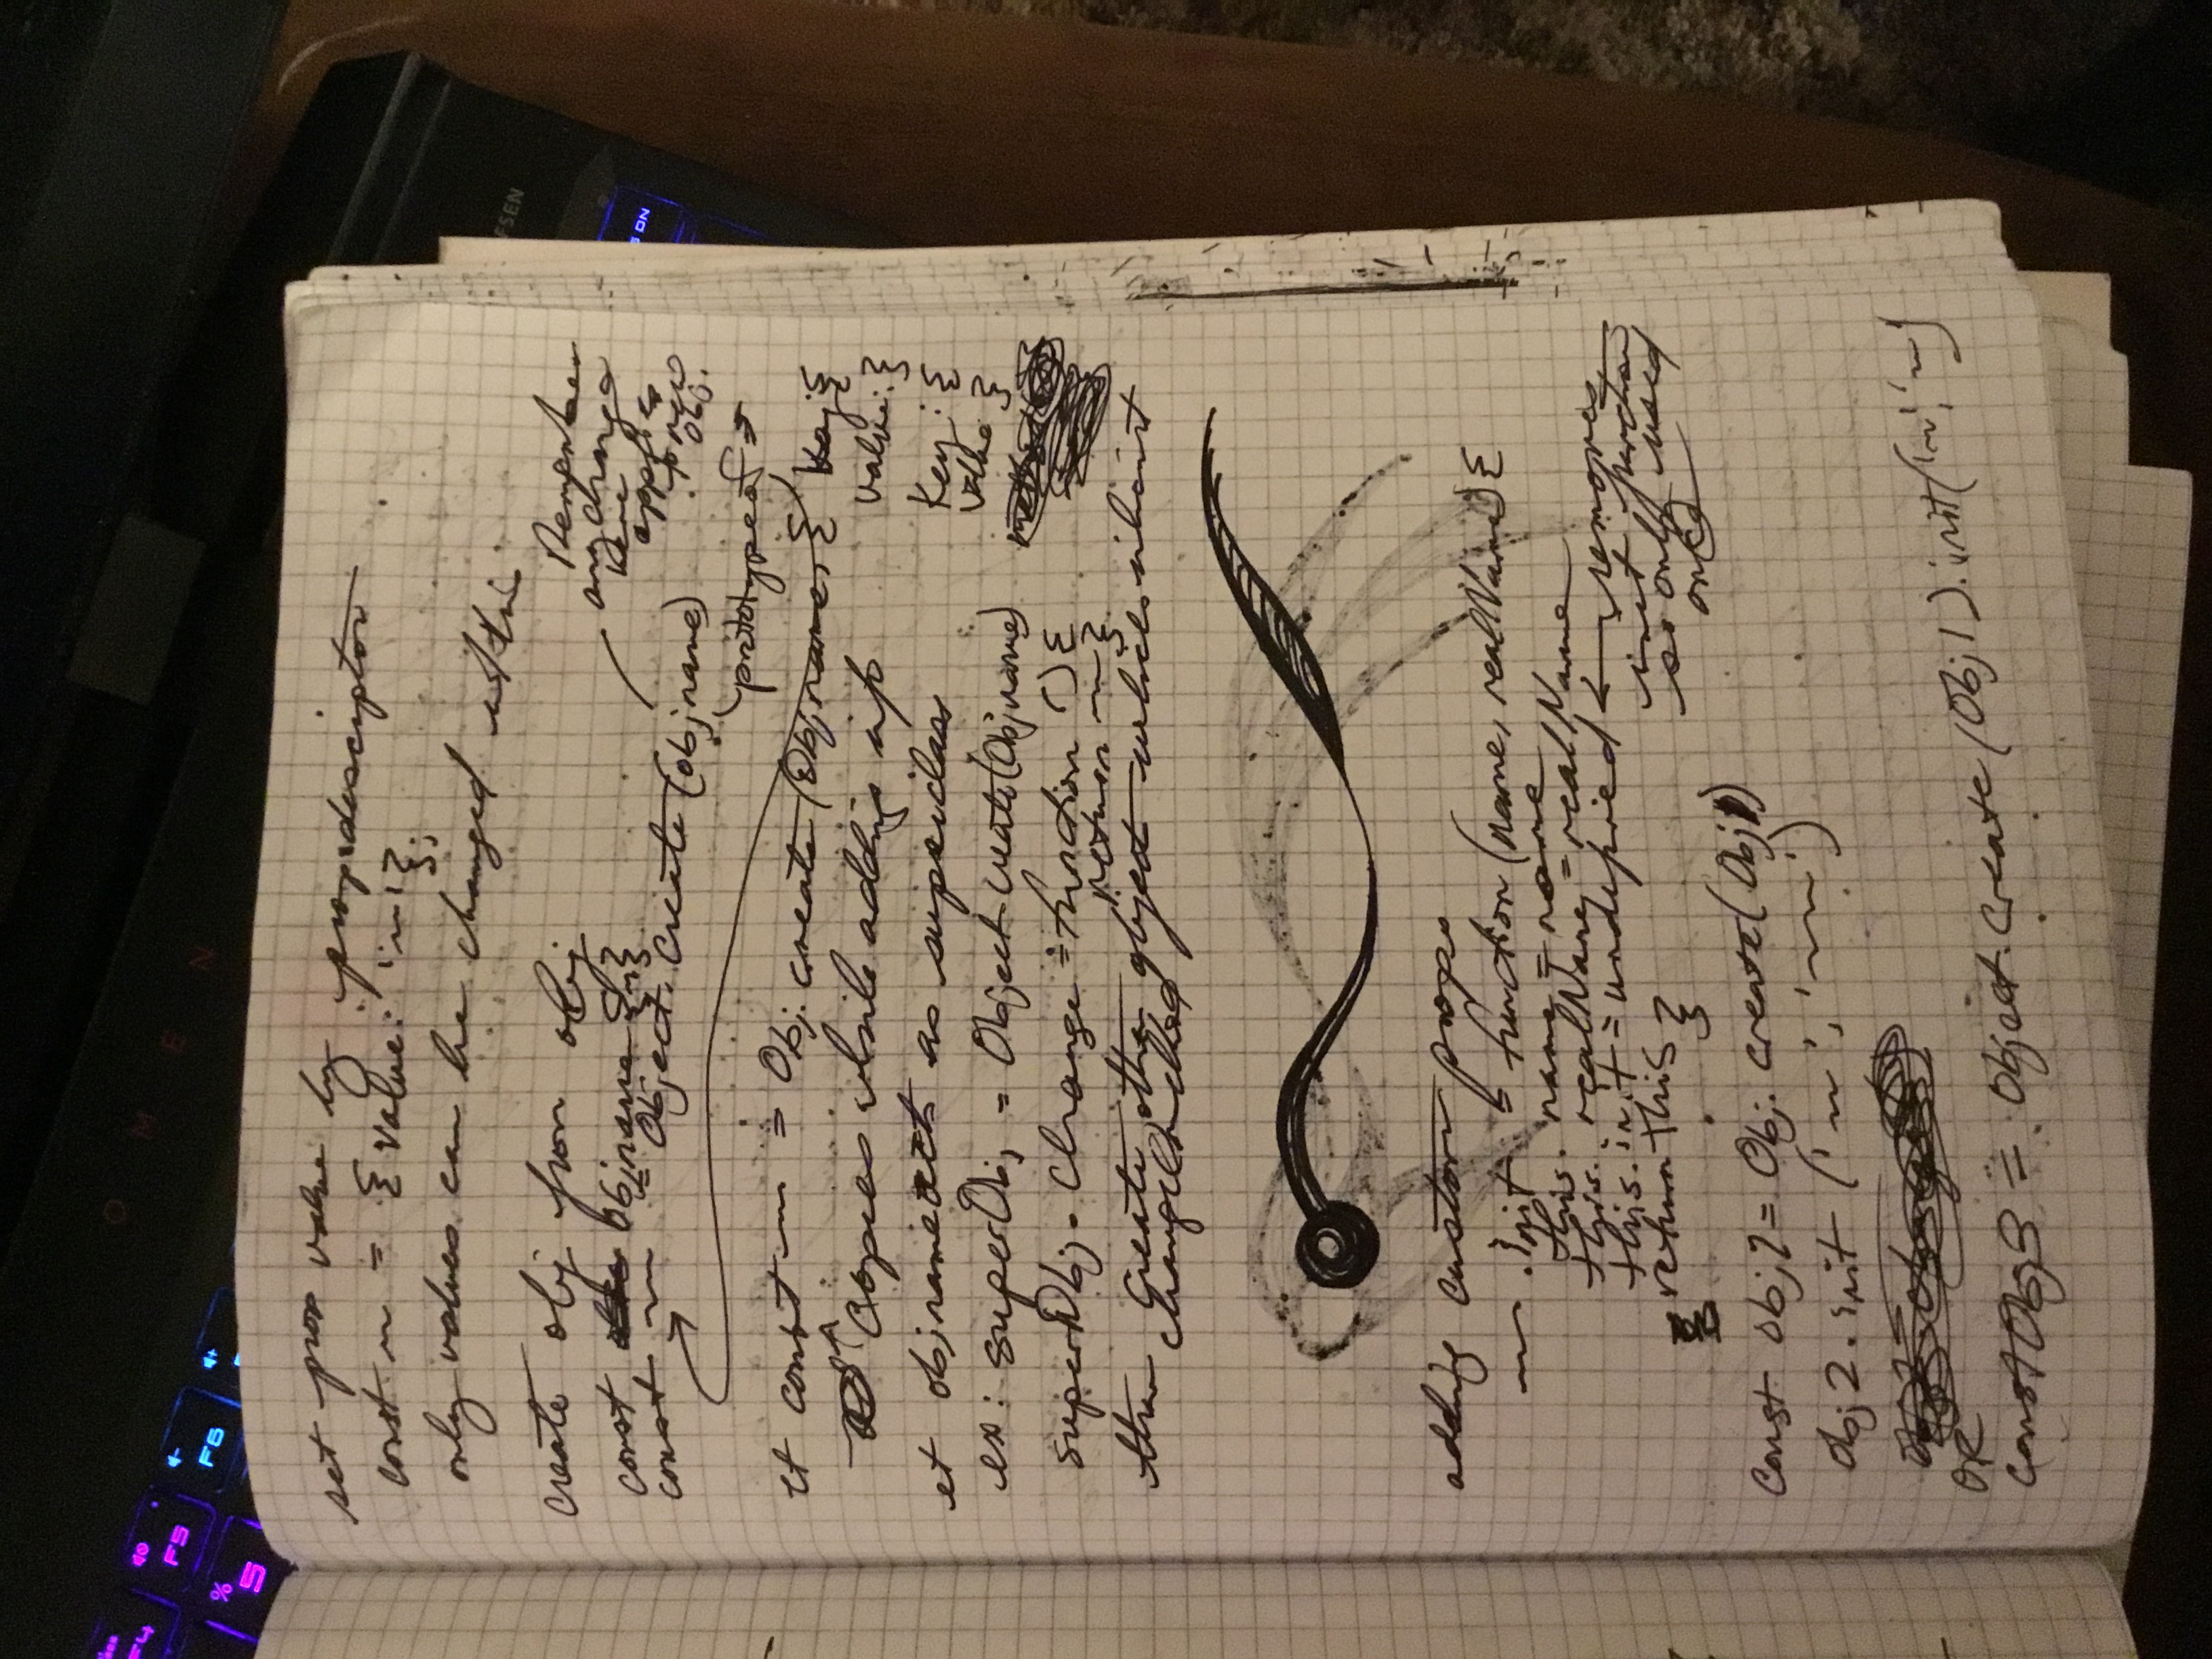 F4
F5
F6
%
5
OMEN
FSEN
ON
set prop value by prop.descriptor
const ~ = {value: '~'};
only values can be changed w/ this
create obj from obj
const objname {~}
const ~ = Object.create(objname)
Remember
any change
here
applies
to new
obj.
prototype of
et const ~ = Obj.create(Objname, { Key: {
value: }
Key: {
value }
copies while adding info
et objname acts as superclass
ex: superObj = Object.create(Objname)
superObj.change = function () {
return ~ }
then create other object which inherit
change method
adding custom props
~ .init = function (name, realName) {
this.name = name
this.realName = realName
this.init = undefined ← removes
init function
so only used
once
return this }
const obj2 = Obj.create(Obj1)
Obj2.init ('~', '~')
OR
const Obj3 = Object.create(Obj1).init('~', '~')